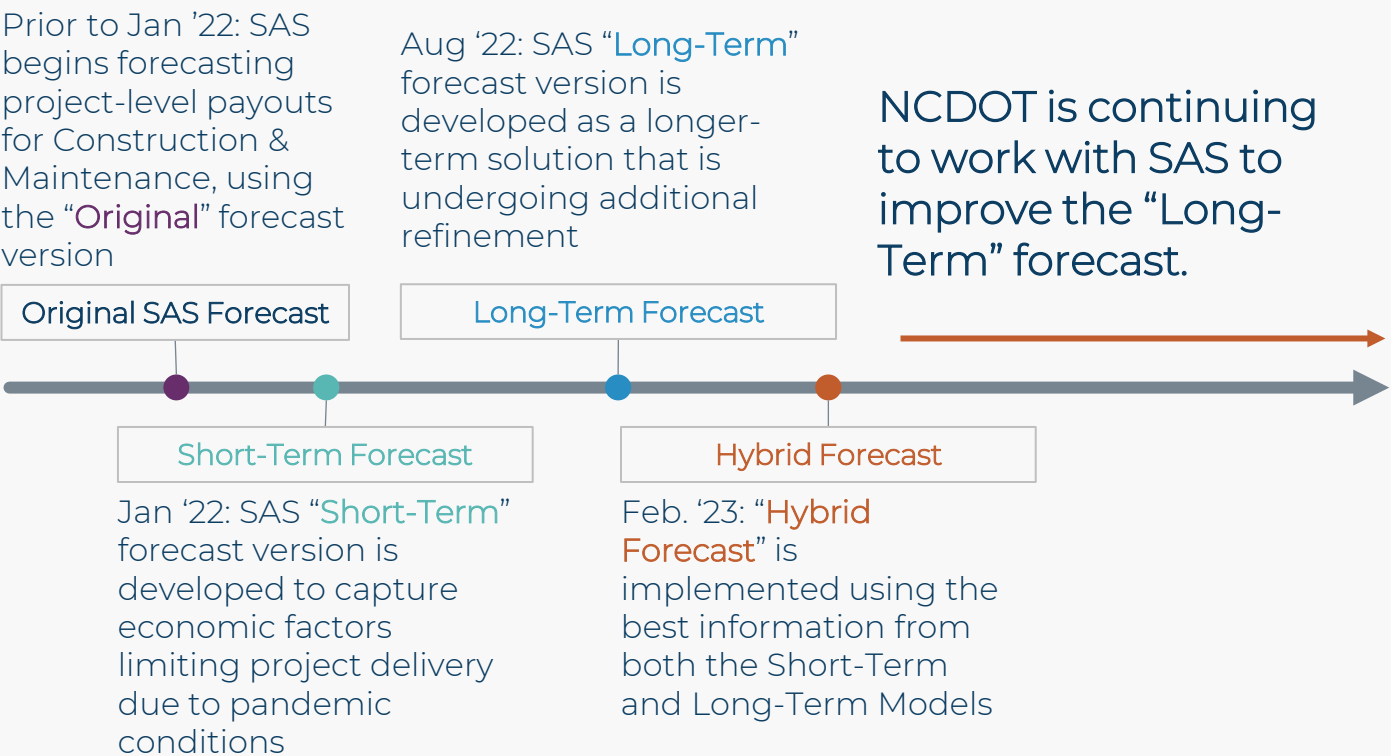 Prior to Jan ’22: SAS
begins forecasting
project-level payouts
for Construction &
Maintenance, using
the “Original” forecast
version
Original SAS Forecast
Jan ‘22: SAS “Short-Term”
forecast version is
developed to capture
economic factors
limiting project delivery
due to pandemic
conditions
Short-Term Forecast
Aug ‘22: SAS “Long-Term”
forecast version is
developed as a longer-
term solution that is
undergoing additional
refinement
Long-Term Forecast
Hybrid Forecast
Feb. ‘23: “Hybrid
Forecast” is
implemented using the
best information from
both the Short-Term
and Long-Term Models
NCDOT is continuing
to work with SAS to
improve the “Long-
Term” forecast.